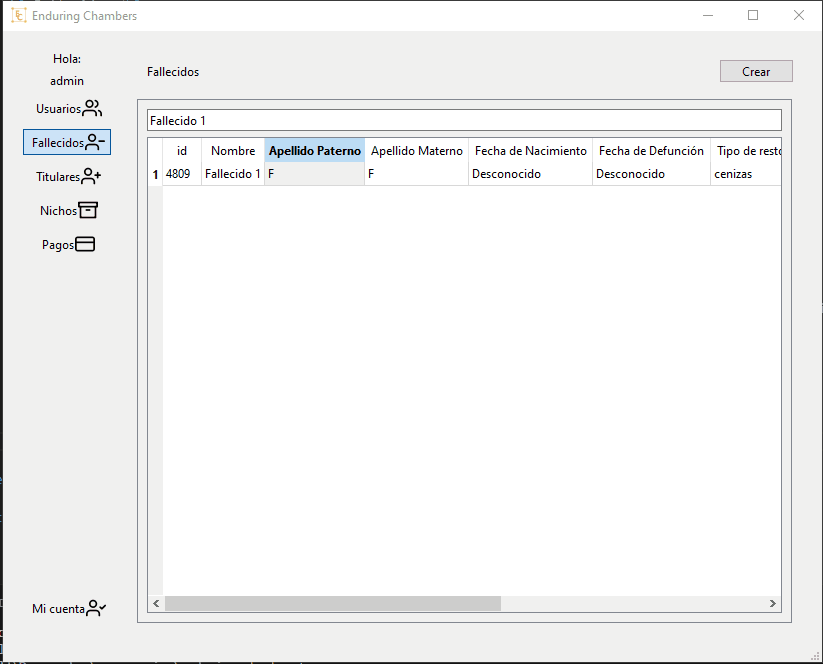 Enduring Chambers
Hola:
admin
Usuarios
Fallecidos
Titulares
Nichos
Pagos
Mi cuenta
Fallecidos
Crear
Fallecido 1
id Nombre Apellido Paterno Apellido Materno Fecha de Nacimiento Fecha de Defunción Tipo de resto
1 4809 Fallecido 1 F F Desconocido Desconocido cenizas